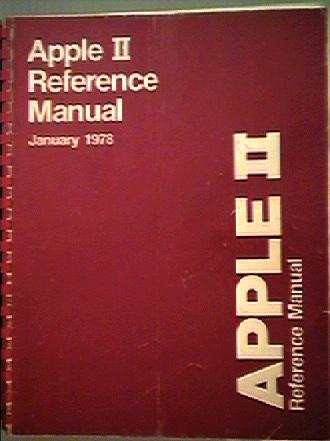 Apple II
Reference
Manual
January 1978
APPLE II
Reference Manual